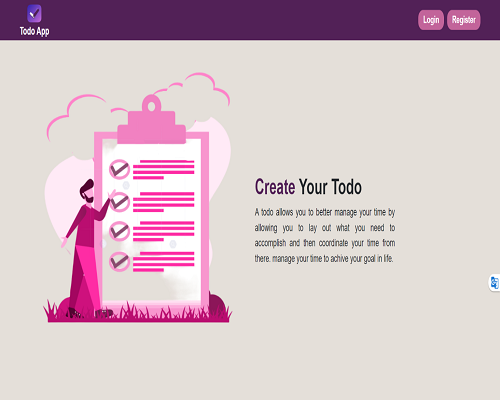 Login Register
Todo App
Create Your Todo
A todo allows you to better manage your time by
allowing you to lay out what you need to
accomplish and then coordinate your time from
there. manage your time to achive your goal in life.